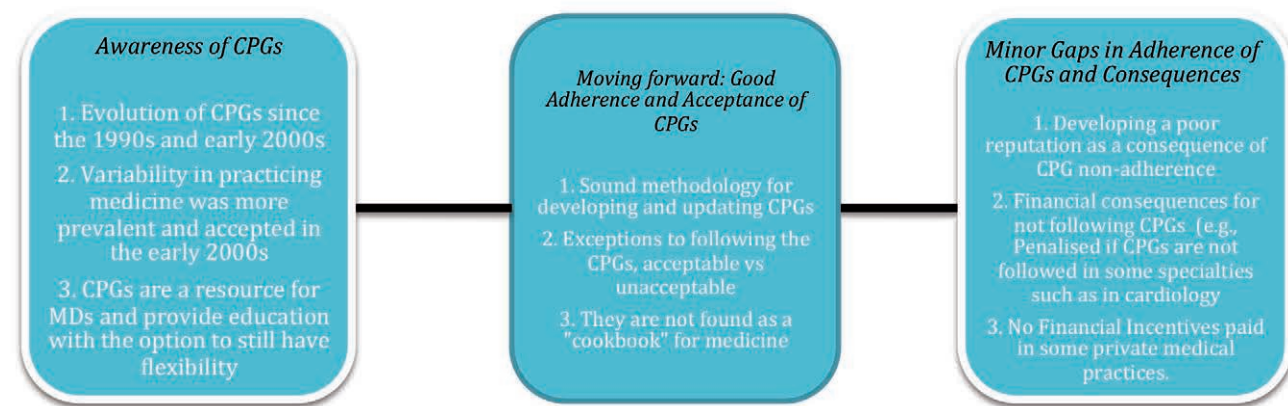 Awareness of CPGs
1. Evolution of CPGs since
the 1990s and early 2000s
2. Variability in practicing
medicine was more
prevalent and accepted in
the early 2000s
3. CPGs are a resource for
MDs and provide education
with the option to still have
flexibility
Moving forward: Good
Adherence and Acceptance of
CPGs
1. Sound methodology for
developing and updating CPGs
2. Exceptions to following the
CPGs, acceptable vs
unacceptable
3. They are not found as a
"cookbook" for medicine
Minor Gaps in Adherence of
CPGs and Consequences
1. Developing a poor
reputation as a consequence of
CPG non-adherence
2. Financial consequences for
not following CPGs (e.g.,
Penalised if CPGs are not
followed in some specialties
such as in cardiology
3. No Financial Incentives paid
in some private medical
practices.